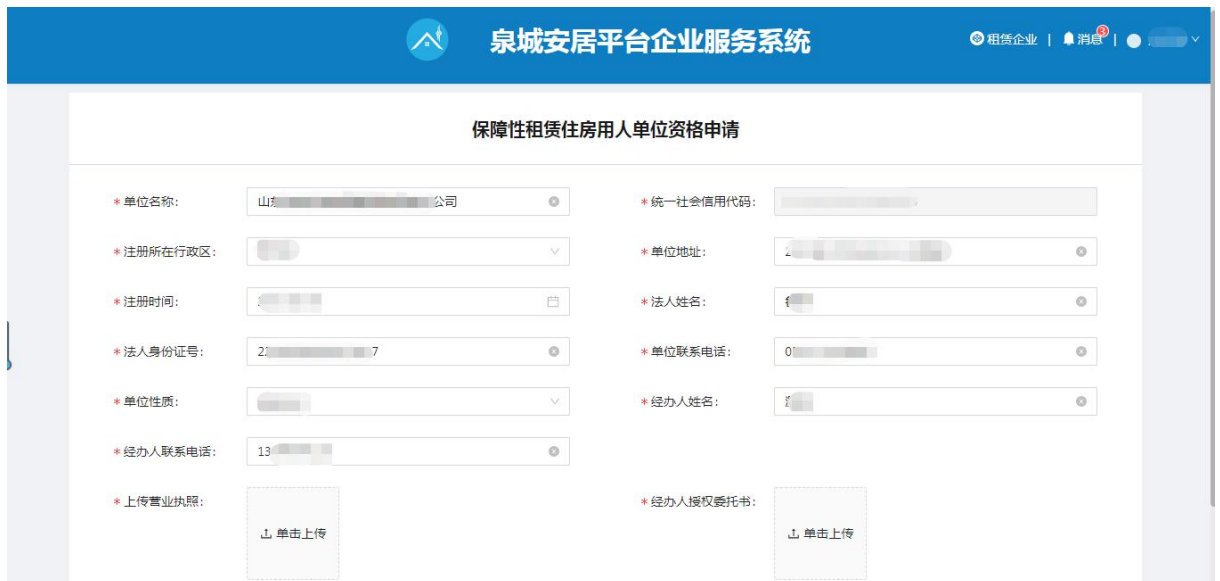 泉城安居平台企业服务系统
租赁企业 | 消息 3 |
保障性租赁住房用人单位资格申请
* 单位名称: 公司 * 统一社会信用代码:
* 注册所在行政区: * 单位地址:
* 注册时间: * 法人姓名:
* 法人身份证号: 7 * 单位联系电话:
* 单位性质: * 经办人姓名:
* 经办人联系电话: 13
* 上传营业执照: * 经办人授权委托书:
单击上传 单击上传